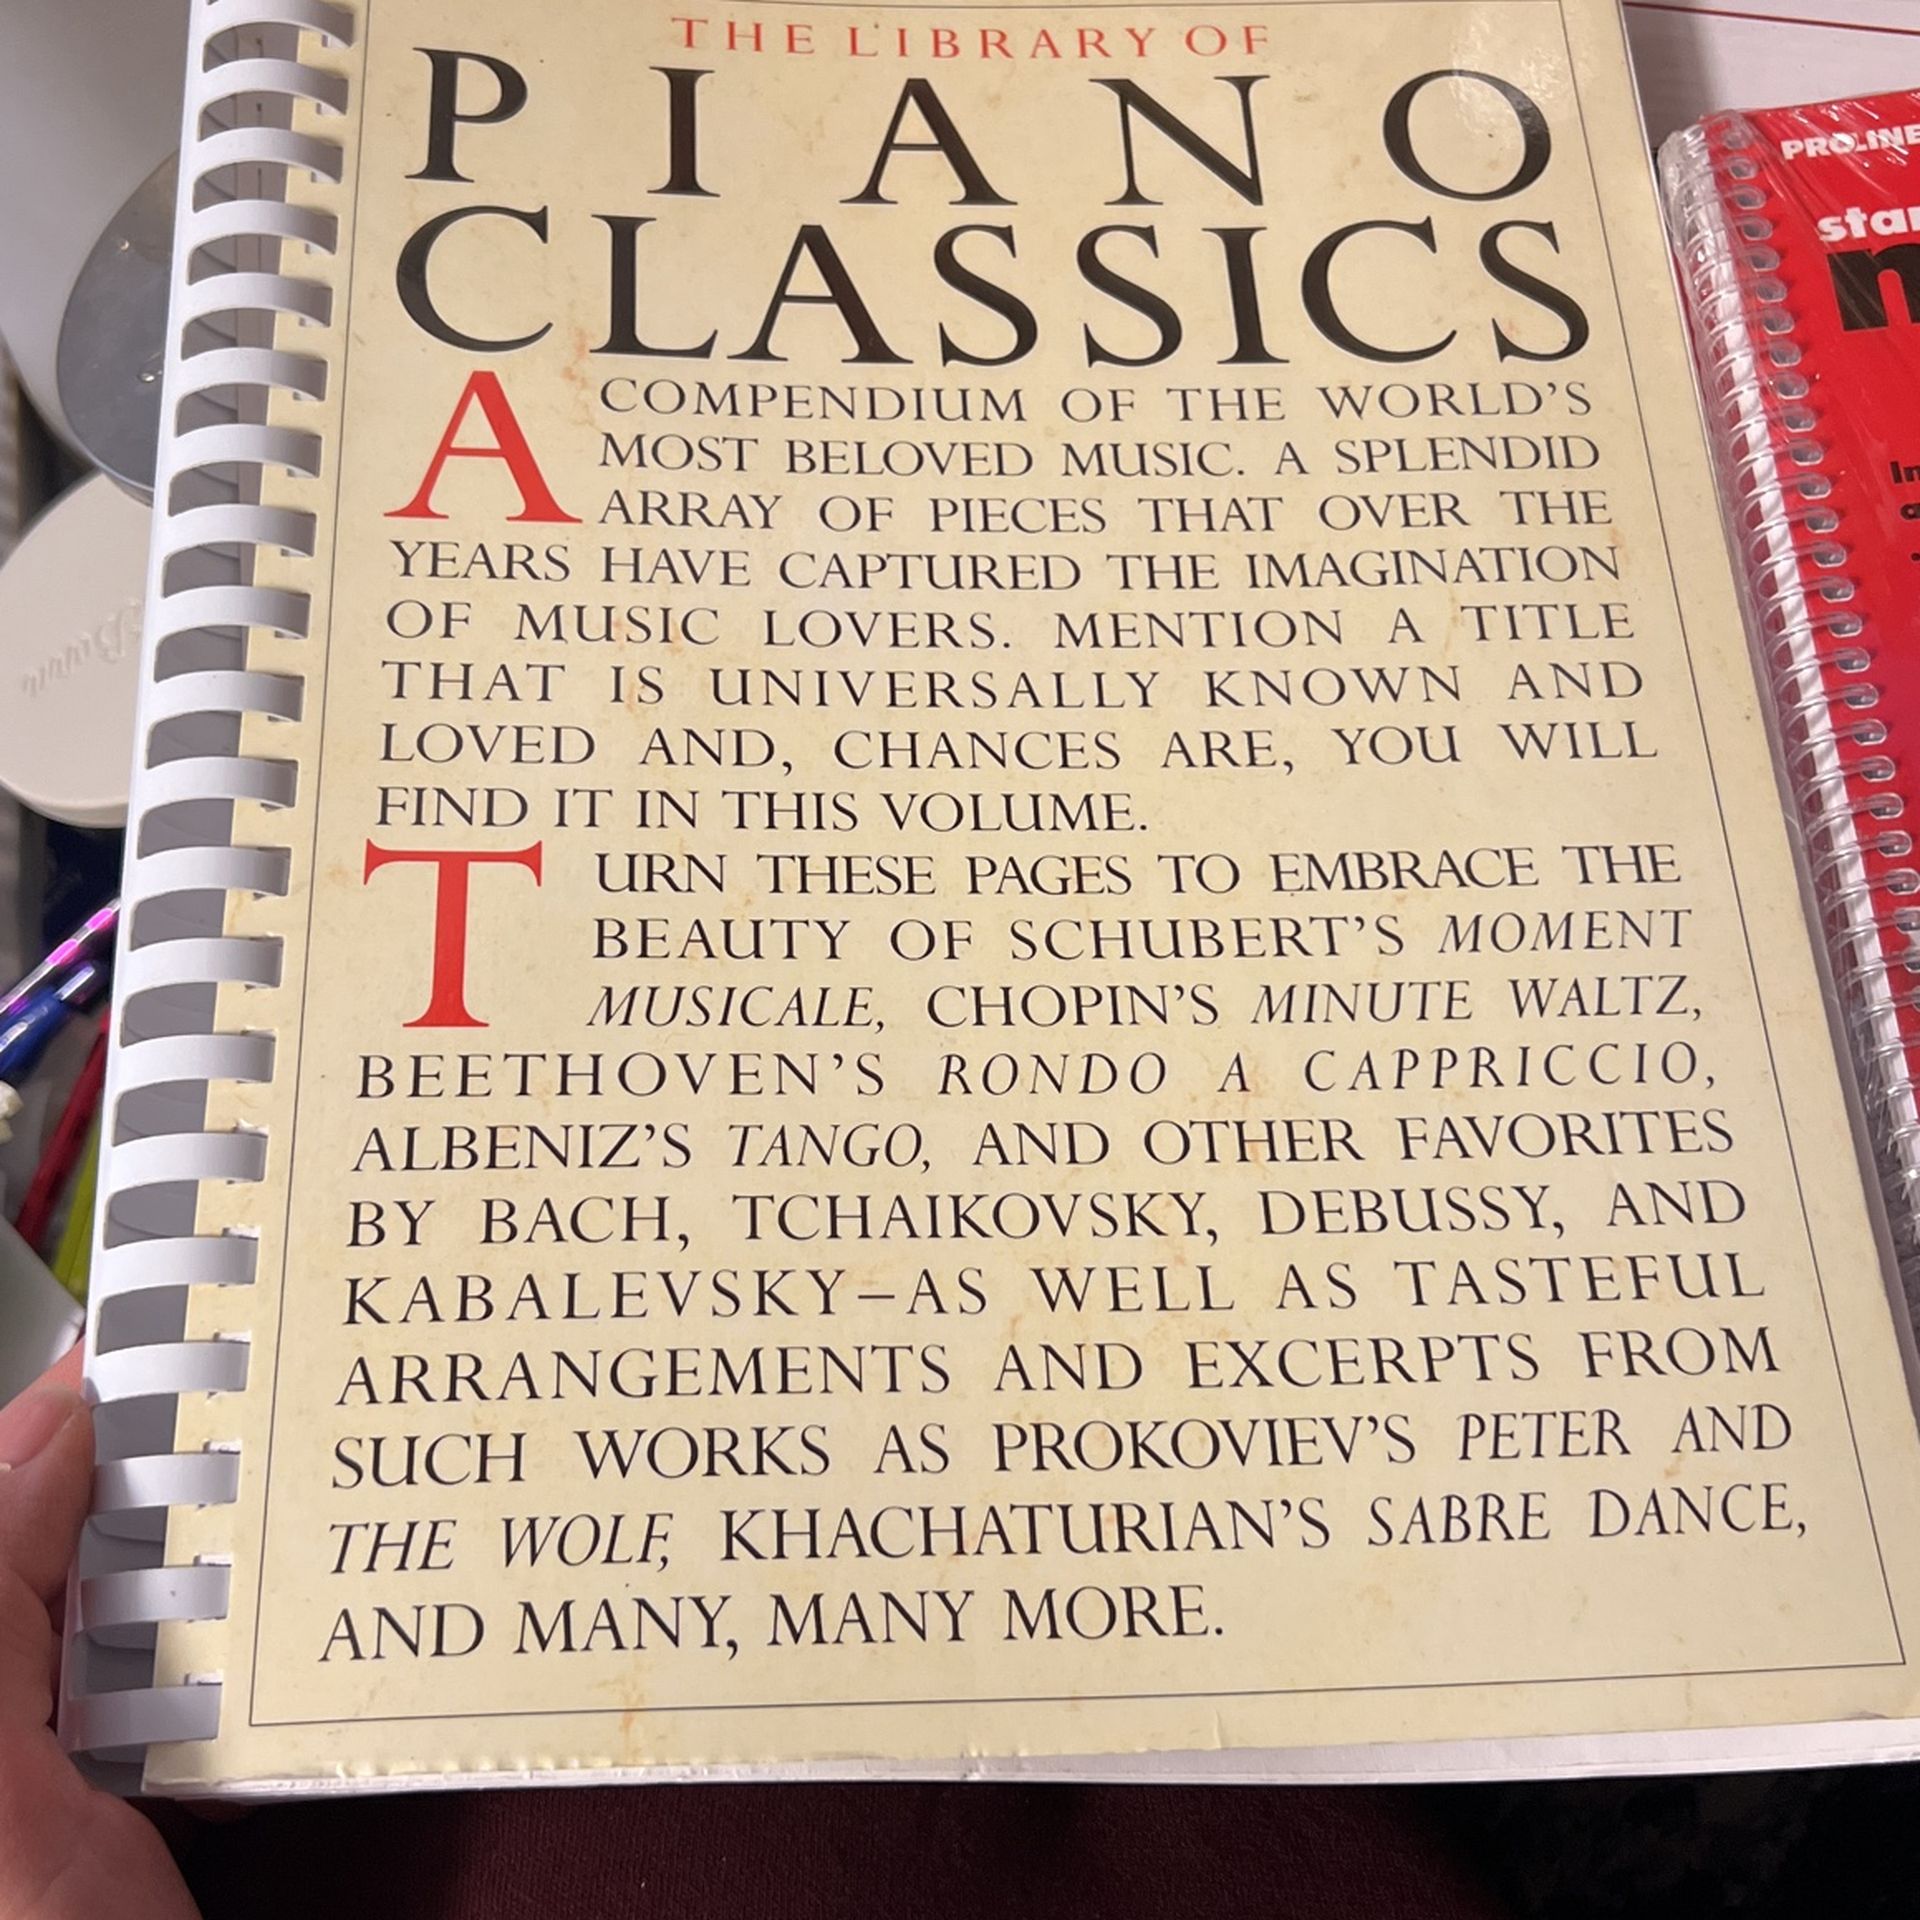 THE LIBRARY OF
PIANO
CLASSICS
A COMPENDIUM OF THE WORLD'S
MOST BELOVED MUSIC. A SPLENDID
ARRAY OF PIECES THAT OVER THE
YEARS HAVE CAPTURED THE IMAGINATION
OF MUSIC LOVERS. MENTION A TITLE
THAT IS UNIVERSALLY KNOWN AND
LOVED AND, CHANCES ARE, YOU WILL
FIND IT IN THIS VOLUME.
TURN THESE PAGES TO EMBRACE THE
BEAUTY OF SCHUBERT'S MOMENT
MUSICALE, CHOPIN'S MINUTE WALTZ,
BEETHOVEN'S RONDO A CAPPRICCIO,
ALBENIZ'S TANGO, AND OTHER FAVORITES
BY BACH, TCHAIKOVSKY, DEBUSSY, AND
KABALEVSKY–AS WELL AS TASTEFUL
ARRANGEMENTS AND EXCERPTS FROM
SUCH WORKS AS PROKOVIEV'S PETER AND
THE WOLF, KHACHATURIAN'S SABRE DANCE,
AND MANY, MANY MORE.
PROLINE